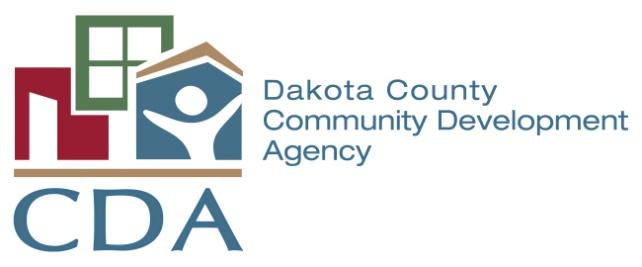 Dakota County
Community Development
Agency
CDA